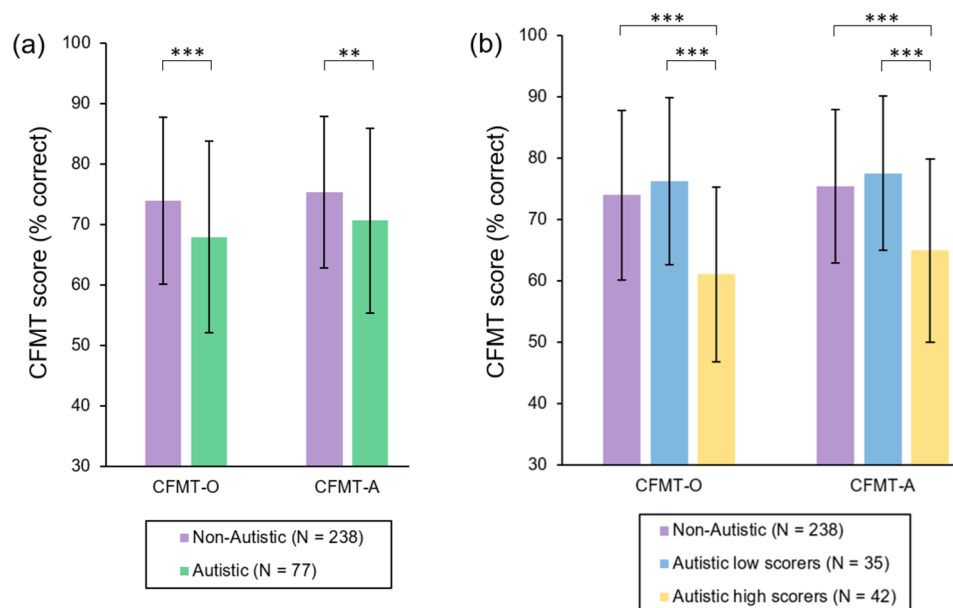 (a)
CFMT score (% correct)
100
90
80
70
60
50
40
30
***
**
CFMT-O CFMT-A
Non-Autistic (N = 238)
Autistic (N = 77)
(b)
CFMT score (% correct)
100
90
80
70
60
50
40
30
*** ***
*** ***
CFMT-O CFMT-A
Non-Autistic (N = 238)
Autistic low scorers (N = 35)
Autistic high scorers (N = 42)